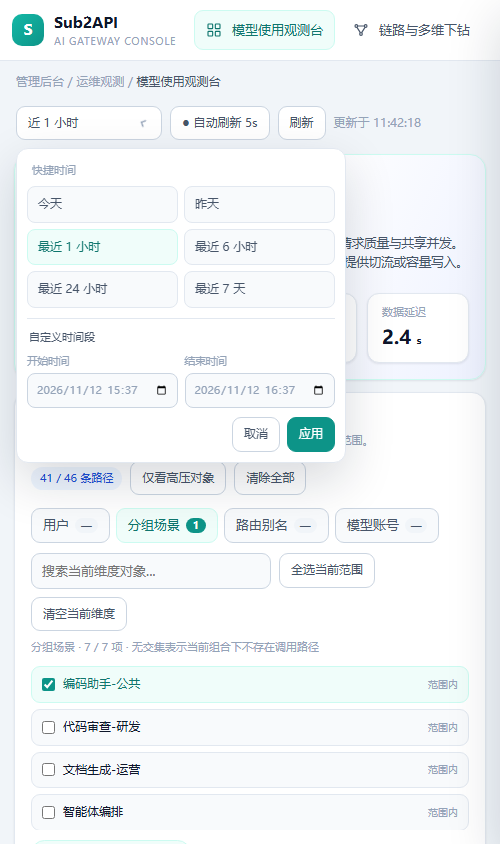 S
Sub2API
AI GATEWAY CONSOLE
模型使用观测台
链路与多维下钻
管理后台 / 运维观测 / 模型使用观测台
近 1 小时
自动刷新 5s
刷新
更新于 11:42:18
快捷时间
今天
昨天
最近 1 小时
最近 6 小时
最近 24 小时
最近 7 天
自定义时间段
开始时间
结束时间
2026/11/12 15:37
2026/11/12 16:37
取消
应用
请求质量与共享并发。
提供切流或容量写入。
数据延迟
2.4 s
范围。
41 / 46 条路径
仅看高压对象
清除全部
用户 —
分组场景 1
路由别名 —
模型账号 —
搜索当前维度对象...
全选当前范围
清空当前维度
分组场景 · 7 / 7 项 · 无交集表示当前组合下不存在调用路径
编码助手-公共 范围内
代码审查-研发 范围内
文档生成-运营 范围内
智能体编排 范围内